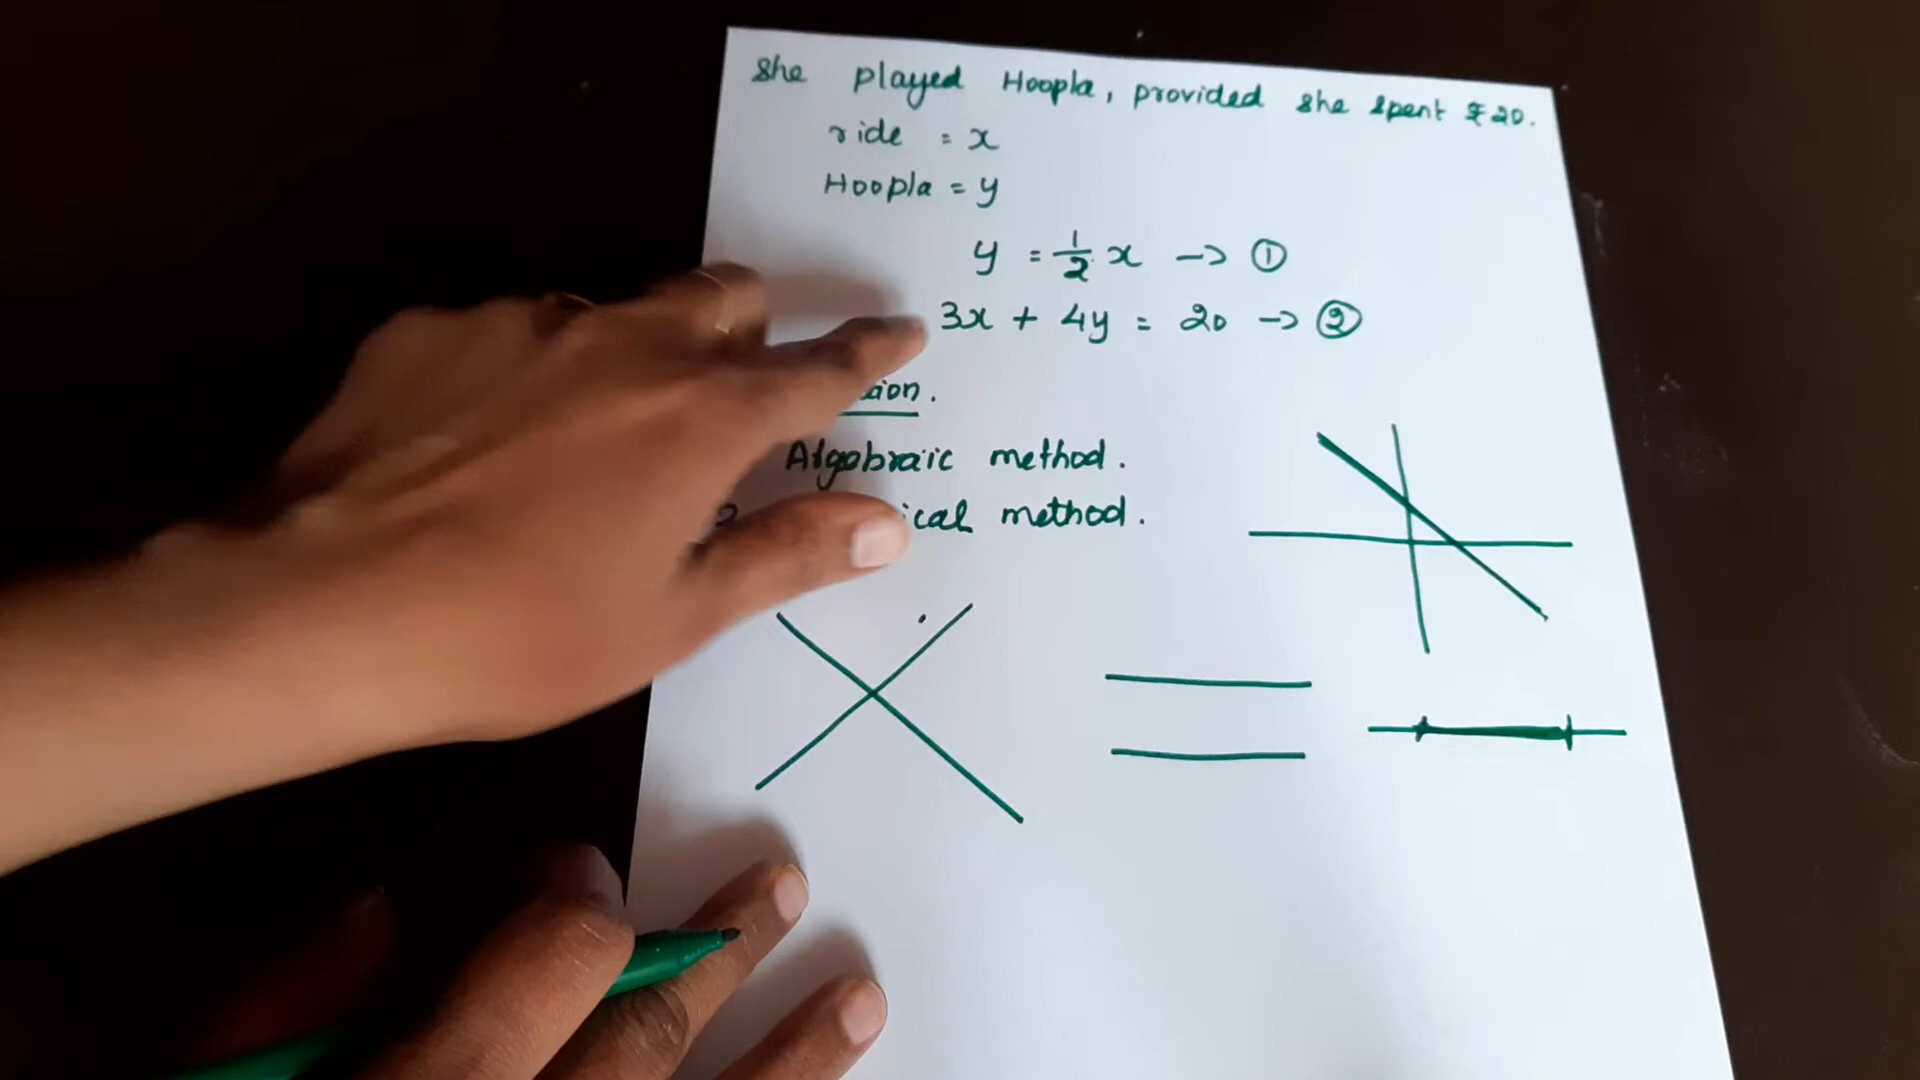 She played Hoopla, provided she spent ₹ 20.
ride = x
Hoopla = y
y = 1/2 x -> ①
3x + 4y = 20 -> ②
Algebraic method.
method.